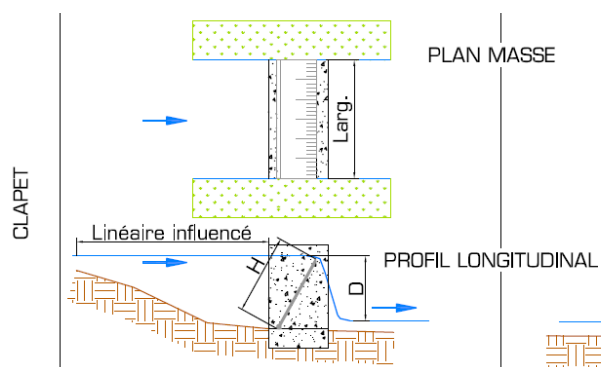 PLAN MASSE
Larg.
CLAPET
Linéaire influencé
H
PROFIL LONGITUDINAL
D